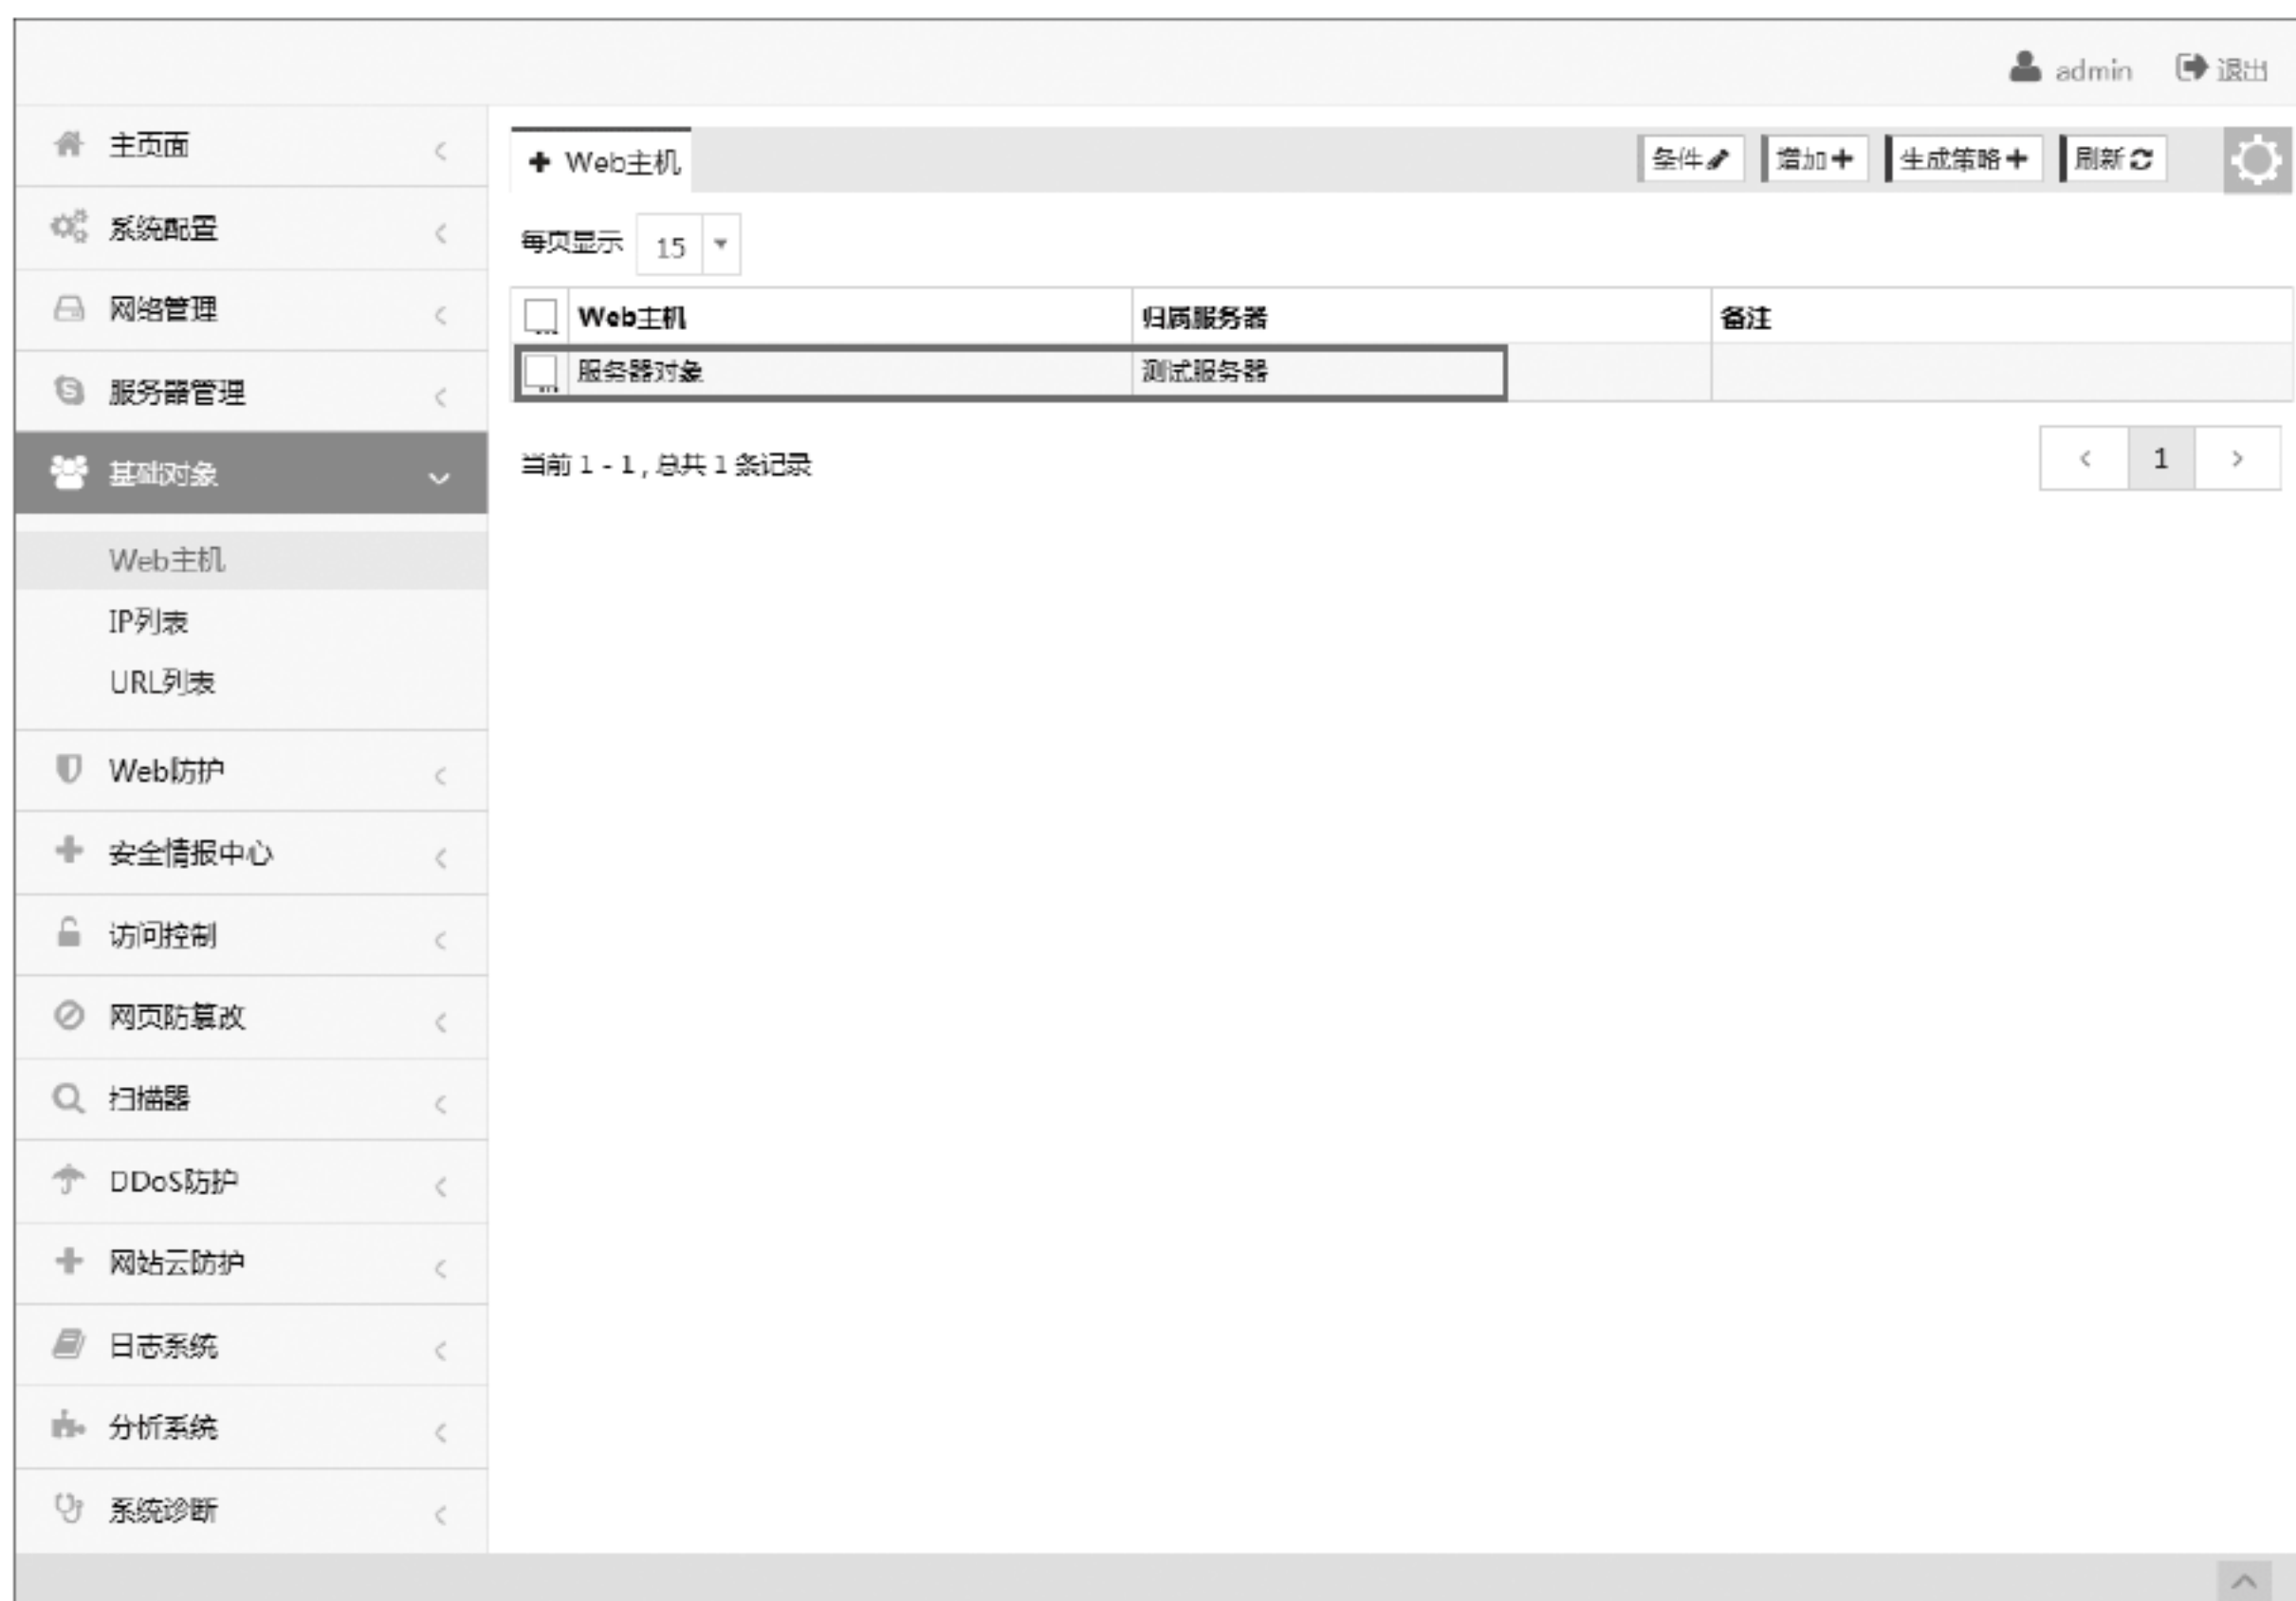 admin 退出
主页面
系统配置
网络管理
服务器管理
基础对象
Web主机
IP列表
URL列表
Web防护
安全情报中心
访问控制
网页防篡改
扫描器
DDoS防护
网站云防护
日志系统
分析系统
系统诊断
Web主机 条件 增加 生成策略 刷新
每页显示 15
Web主机 归属服务器 备注
服务器对象 测试服务器
当前 1 - 1 , 总共 1 条记录
< 1 >